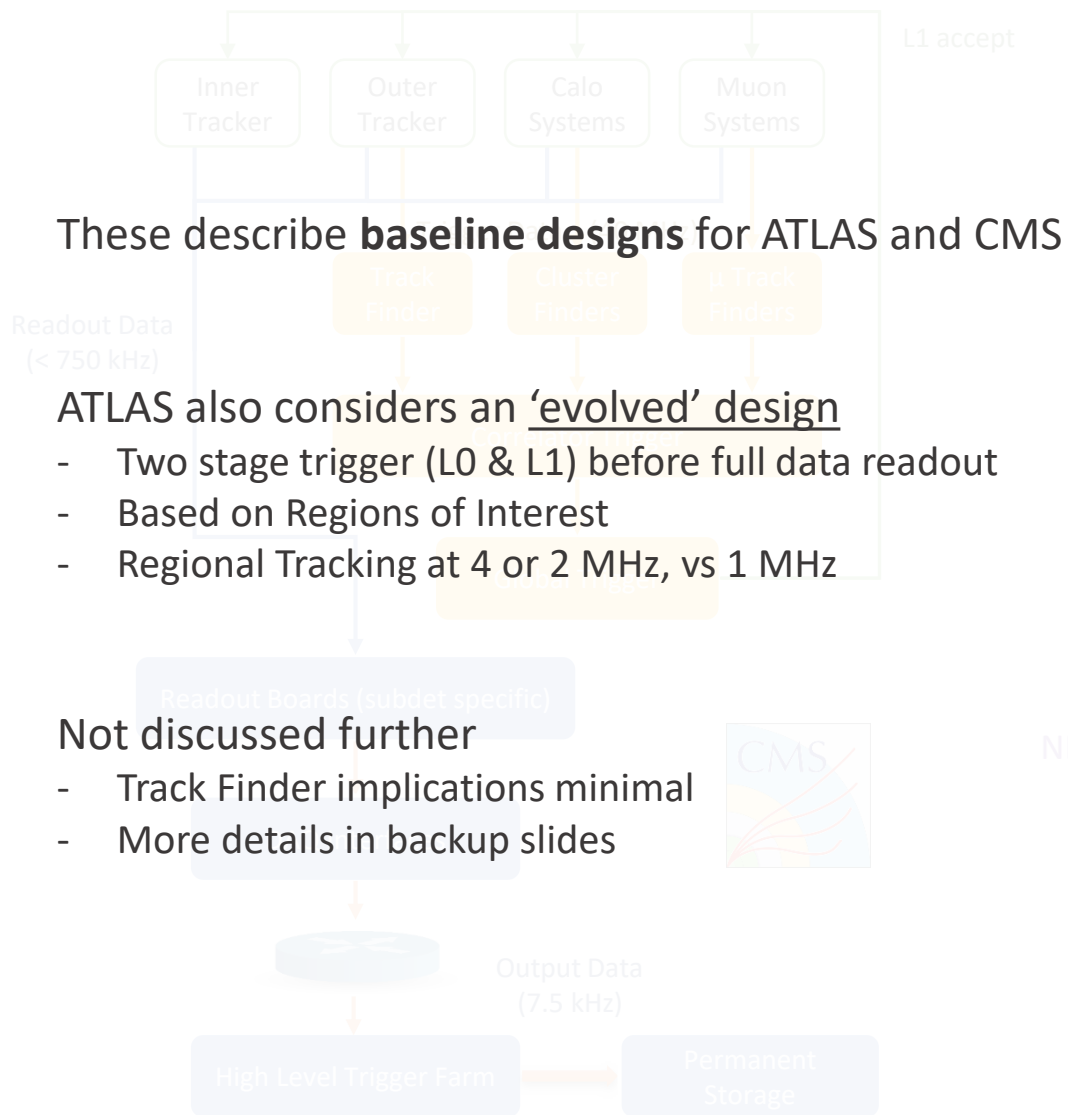 L1 accept
Inner
Tracker
Outer
Tracker
Calo
Systems
Muon
Systems
These describe baseline designs for ATLAS and CMS
Track
Finder
Cluster
Finders
μ Track
Finders
Readout Data
(< 750 kHz)
ATLAS also considers an ‘evolved’ design
- Two stage trigger (L0 & L1) before full data readout
- Based on Regions of Interest
- Regional Tracking at 4 or 2 MHz, vs 1 MHz
Readout Boards (subdet specific)
Not discussed further
- Track Finder implications minimal
- More details in backup slides
CMS
N
Output Data
(7.5 kHz)
High Level Trigger Farm
Permanent
Storage